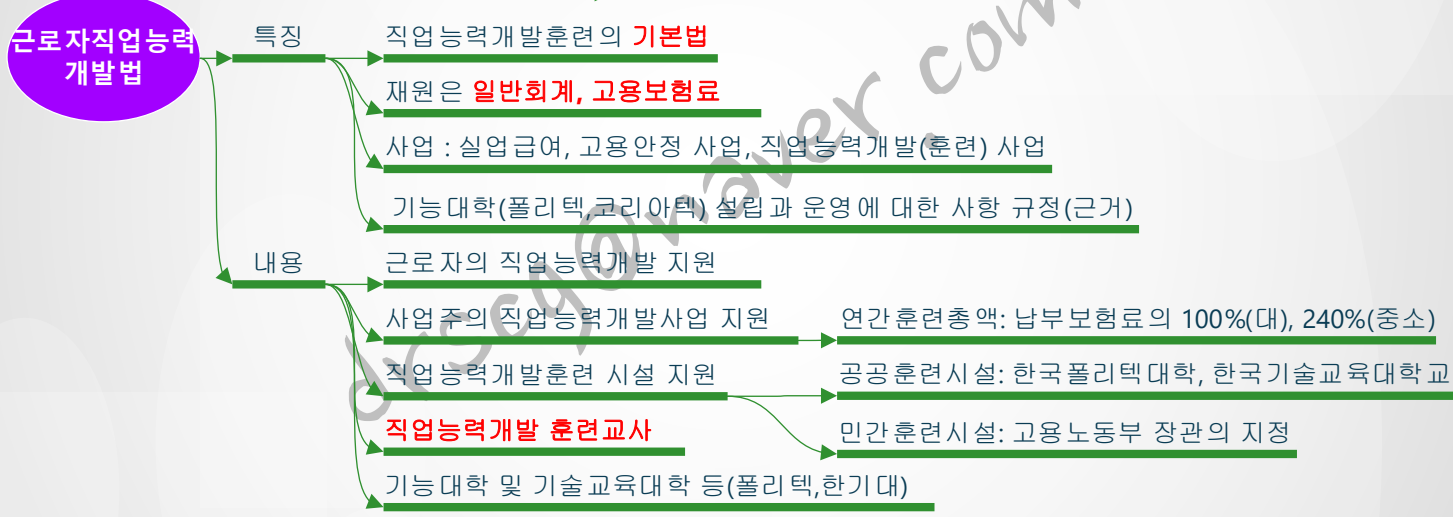 근로자직업능력
개발법
특징
직업능력개발훈련의 기본법
재원은 일반회계, 고용보험료
사업 : 실업급여, 고용안정 사업, 직업능력개발(훈련) 사업
기능대학(폴리텍,코리아텍) 설립과 운영에 대한 사항 규정(근거)
내용
근로자의 직업능력개발 지원
사업주의 직업능력개발사업 지원
연간훈련총액: 납부보험료의 100%(대), 240%(중소)
직업능력개발훈련 시설 지원
공공훈련시설: 한국폴리텍대학, 한국기술교육대학교
민간훈련시설: 고용노동부 장관의 지정
직업능력개발 훈련교사
기능대학 및 기술교육대학 등(폴리텍,한기대)
drscg@naver.com